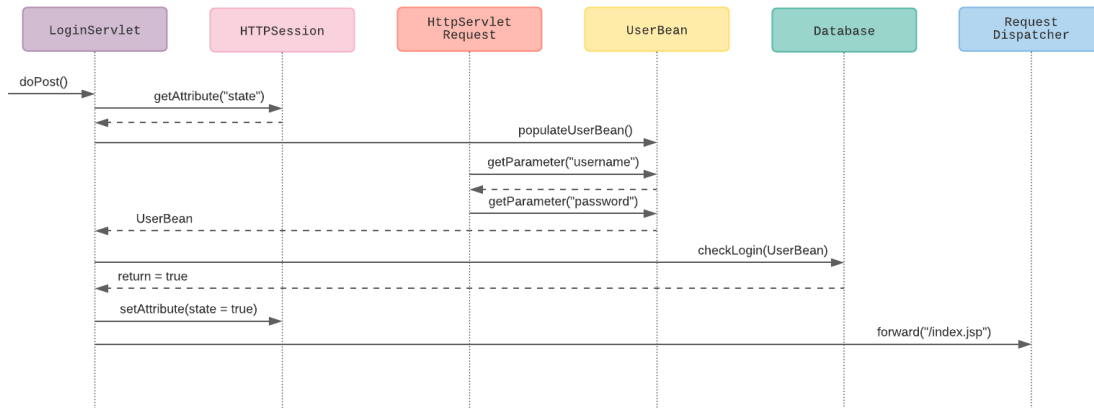 LoginServlet
HTTPSession
HttpServlet
Request
UserBean
Database
Request
Dispatcher
doPost()
getAttribute("state")
populateUserBean()
getParameter("username")
getParameter("password")
UserBean
checkLogin(UserBean)
return = true
setAttribute(state = true)
forward("/index.jsp")